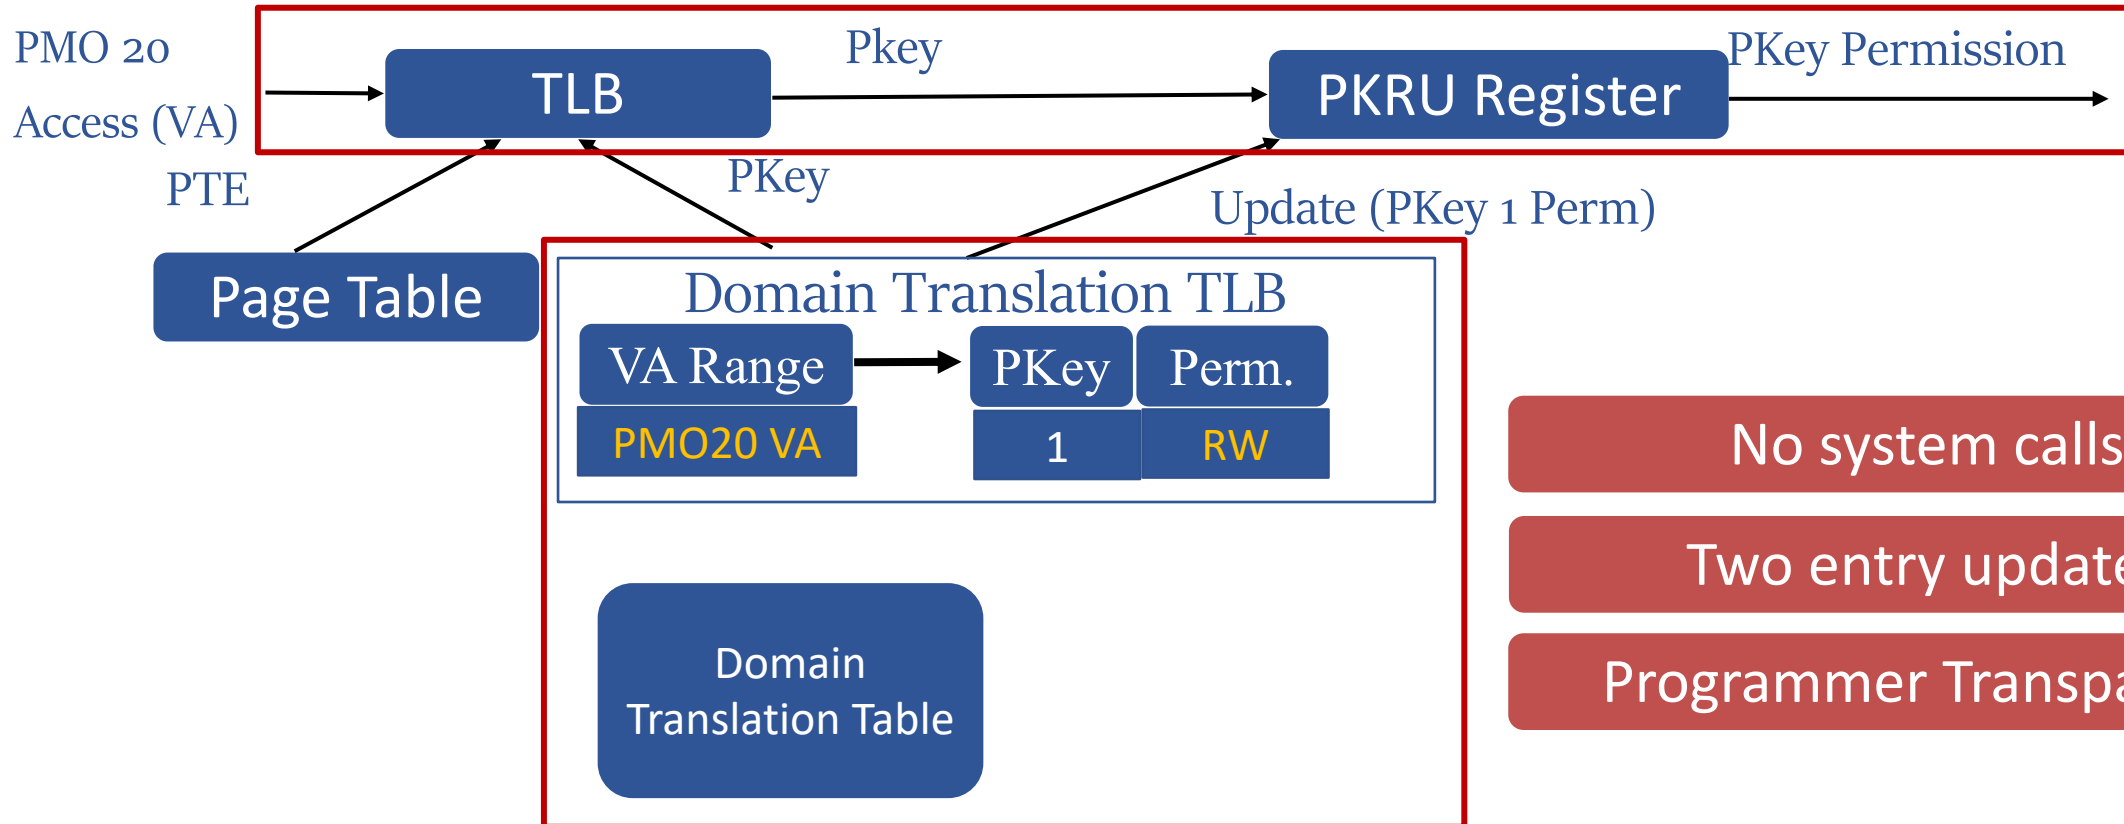 PMO 20
Access (VA)
TLB
Pkey
PKRU Register
PKey Permission
PTE
PKey
Update (PKey 1 Perm)
Page Table
Domain Translation TLB
VA Range
PKey
Perm.
PMO20 VA
1
RW
No system calls
Two entry
Programmer
Domain
Translation Table